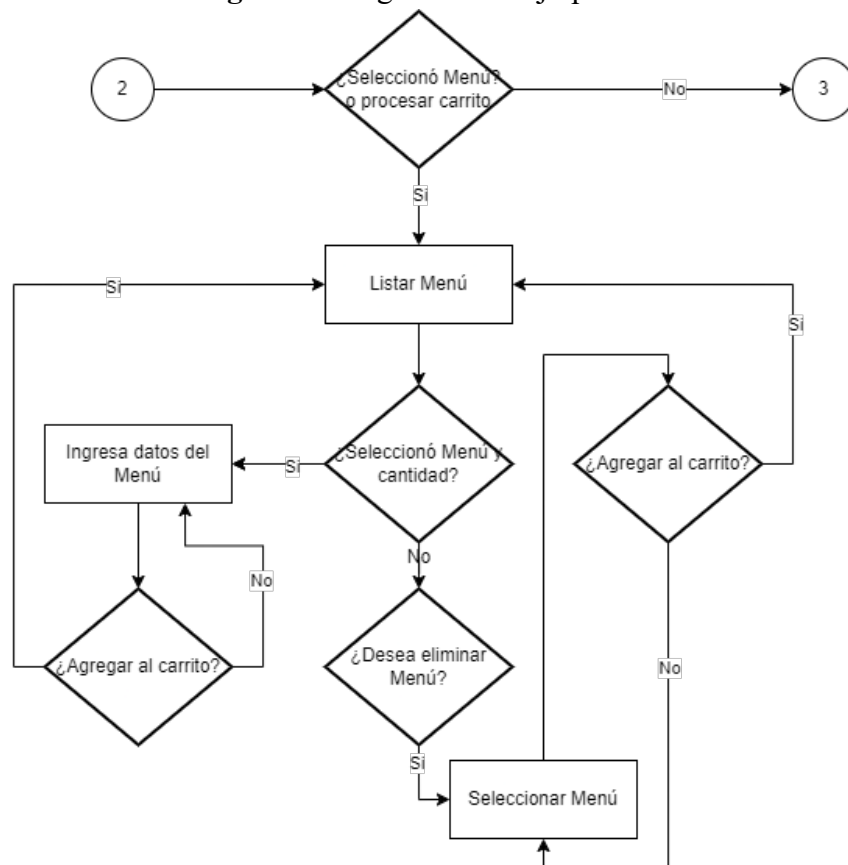 2
¿Seleccionó Menú?
o procesar carrito
No
3
Si
Listar Menú
Si
Si
Ingresa datos del
Menú
Si
¿Seleccionó Menú y
cantidad?
¿Agregar al carrito?
No
No
¿Agregar al carrito?
¿Desea eliminar
Menú?
No
Si
Seleccionar Menú